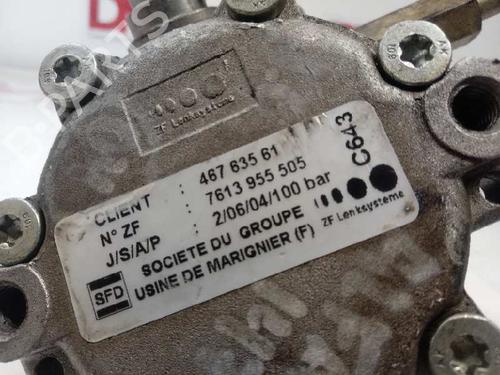 ZF Lenksysteme
CLIENT : 467 635 61
N° ZF : 7613 955 505
J/S/A/P : 2/06/04/100 bar
C643
ZF Lenksysteme
SFD
SOCIETE DU GROUPE
USINE DE MARIGNIER (F)
B-PARTS